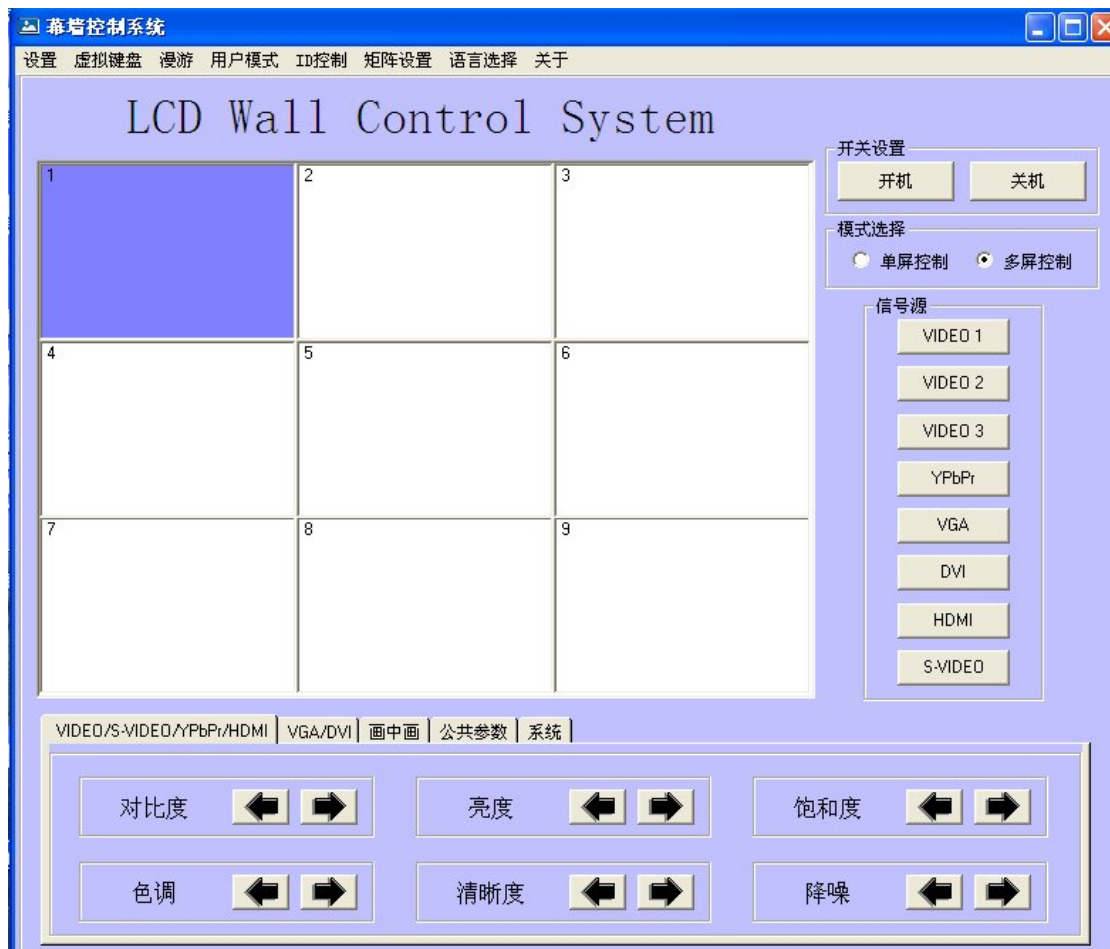 幕墙控制系统
设置 虚拟键盘 漫游 用户模式 ID控制 矩阵设置 语言选择 关于
LCD Wall Control System
开关设置
开机 关机
模式选择
单屏控制 多屏控制
信号源
VIDEO 1
VIDEO 2
VIDEO 3
YPbPr
VGA
DVI
HDMI
S-VIDEO
1 2 3
4 5 6
7 8 9
VIDEO/S-VIDEO/YPbPr/HDMI VGA/DVI 画中画 公共参数 系统
对比度 亮度 饱和度
色调 清晰度 降噪